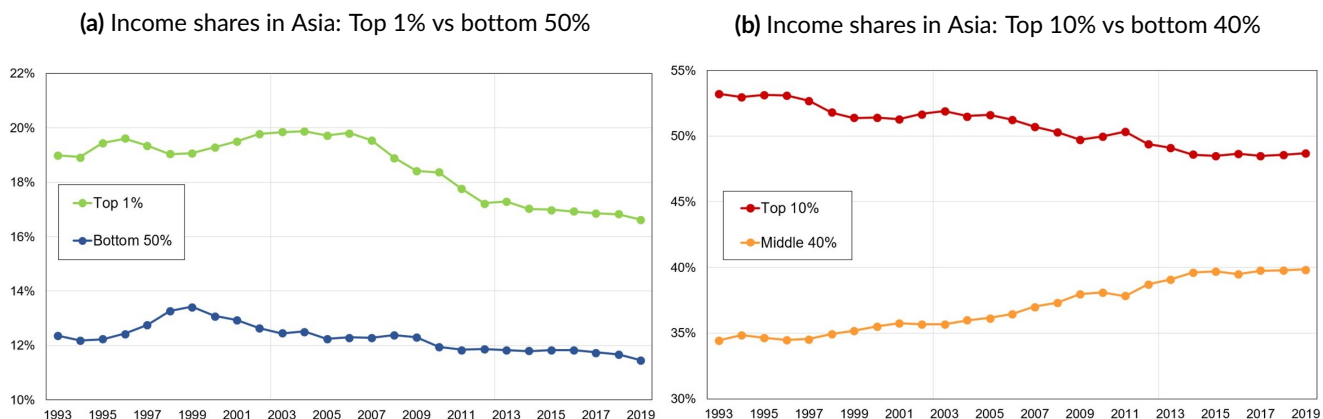 (a) Income shares in Asia: Top 1% vs bottom 50%
22%
20%
18%
16%
14%
12%
10%
Top 1%
Bottom 50%
1993 1995 1996 1997 1999 2001 2003 2005 2007 2009 2011 2013 2015 2017 2019
(b) Income shares in Asia: Top 10% vs bottom 40%
55%
50%
45%
40%
35%
30%
Top 10%
Middle 40%
1993 1995 1997 1999 2001 2003 2005 2007 2009 2011 2013 2015 2017 2019